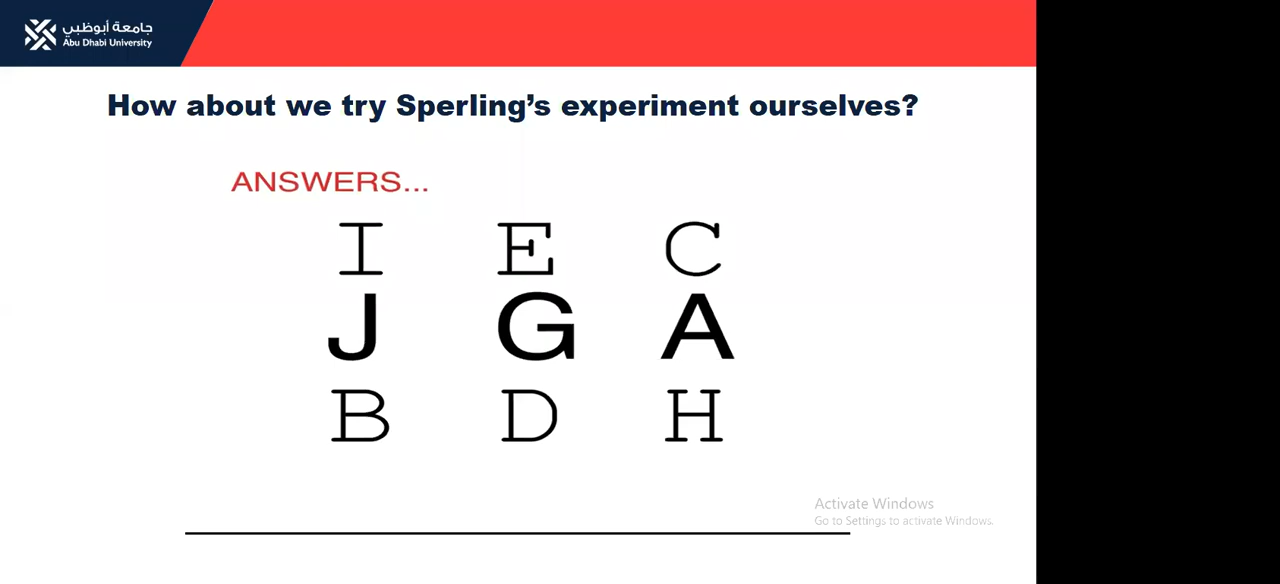 جامعة أبوظبي
Abu Dhabi University
How about we try Sperling's experiment ourselves?
ANSWERS...
I E C
J G A
B D H
Activate Windows
Go to Settings to activate Windows.